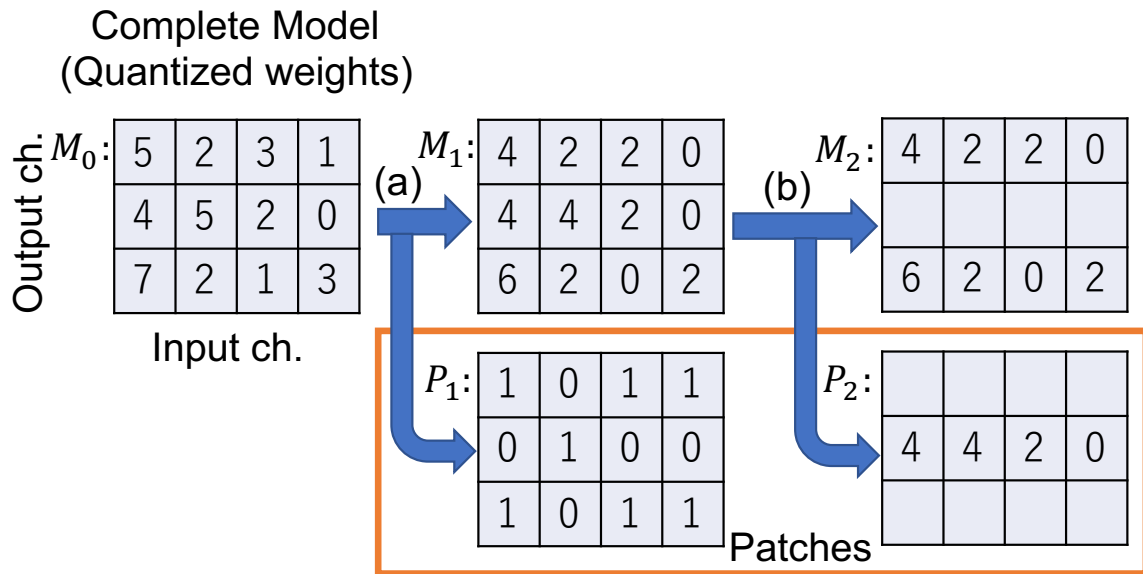 Complete Model
(Quantized weights)
Output ch.
M₀:
5 2 3 1
4 5 2 0
7 2 1 3
Input ch.
(a)
M₁:
4 2 2 0
4 4 2 0
6 2 0 2
(b)
M₂:
4 2 2 0
6 2 0 2
P₁:
1 0 1 1
0 1 0 0
1 0 1 1
P₂:
4 4 2 0
Patches